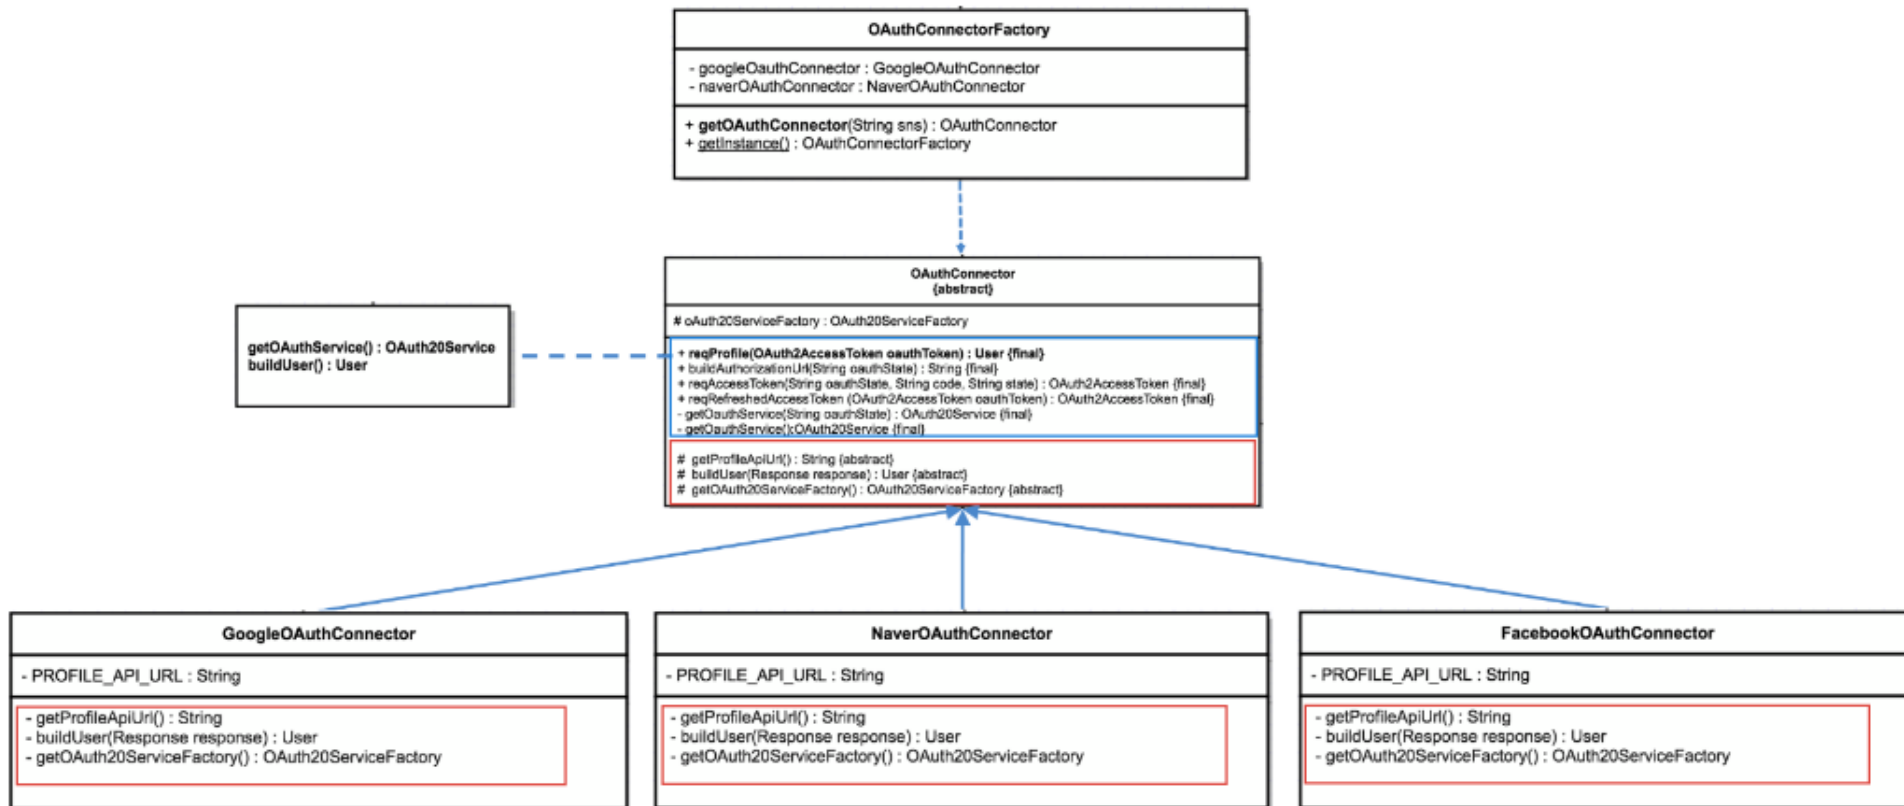 OAuthConnectorFactory
- googleOauthConnector : GoogleOAuthConnector
- naverOAuthConnector : NaverOAuthConnector
+ getOAuthConnector(String sns) : OAuthConnector
+ getInstance() : OAuthConnectorFactory
OAuthConnector
{abstract}
# oAuth20ServiceFactory : OAuth20ServiceFactory
+ reqProfile(OAuth2AccessToken oauthToken) : User {final}
+ buildAuthorizationUrl(String oauthState) : String {final}
+ reqAccessToken(String oauthState, String code, String state) : OAuth2AccessToken {final}
+ reqRefreshedAccessToken (OAuth2AccessToken oauthToken) : OAuth2AccessToken {final}
- getOauthService(String oauthState) : OAuth20Service {final}
- getOauthService():OAuth20Service {final}
# getProfileApiUrl() : String {abstract}
# buildUser(Response response) : User {abstract}
# getOAuth20ServiceFactory() : OAuth20ServiceFactory {abstract}
getOAuthService() : OAuth20Service
buildUser() : User
GoogleOAuthConnector
- PROFILE_API_URL : String
- getProfileApiUrl() : String
- buildUser(Response response) : User
- getOAuth20ServiceFactory() : OAuth20ServiceFactory
NaverOAuthConnector
- PROFILE_API_URL : String
- getProfileApiUrl() : String
- buildUser(Response response) : User
- getOAuth20ServiceFactory() : OAuth20ServiceFactory
FacebookOAuthConnector
- PROFILE_API_URL : String
- getProfileApiUrl() : String
- buildUser(Response response) : User
- getOAuth20ServiceFactory() : OAuth20ServiceFactory